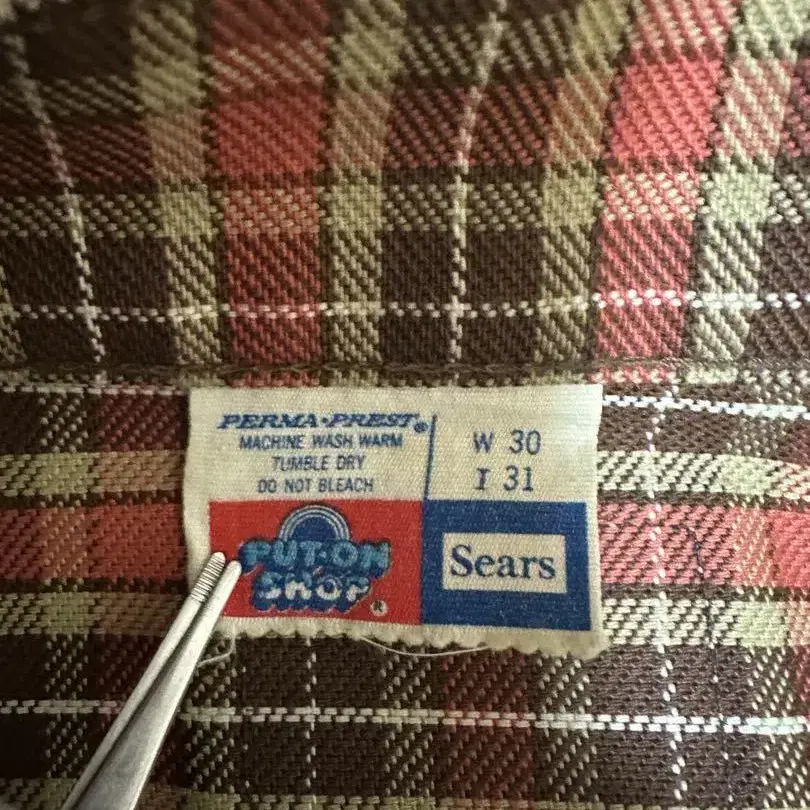 PERMA·PREST®
MACHINE WASH WARM
TUMBLE DRY
DO NOT BLEACH
W 30
I 31
PUT·ON
SHOP®
Sears